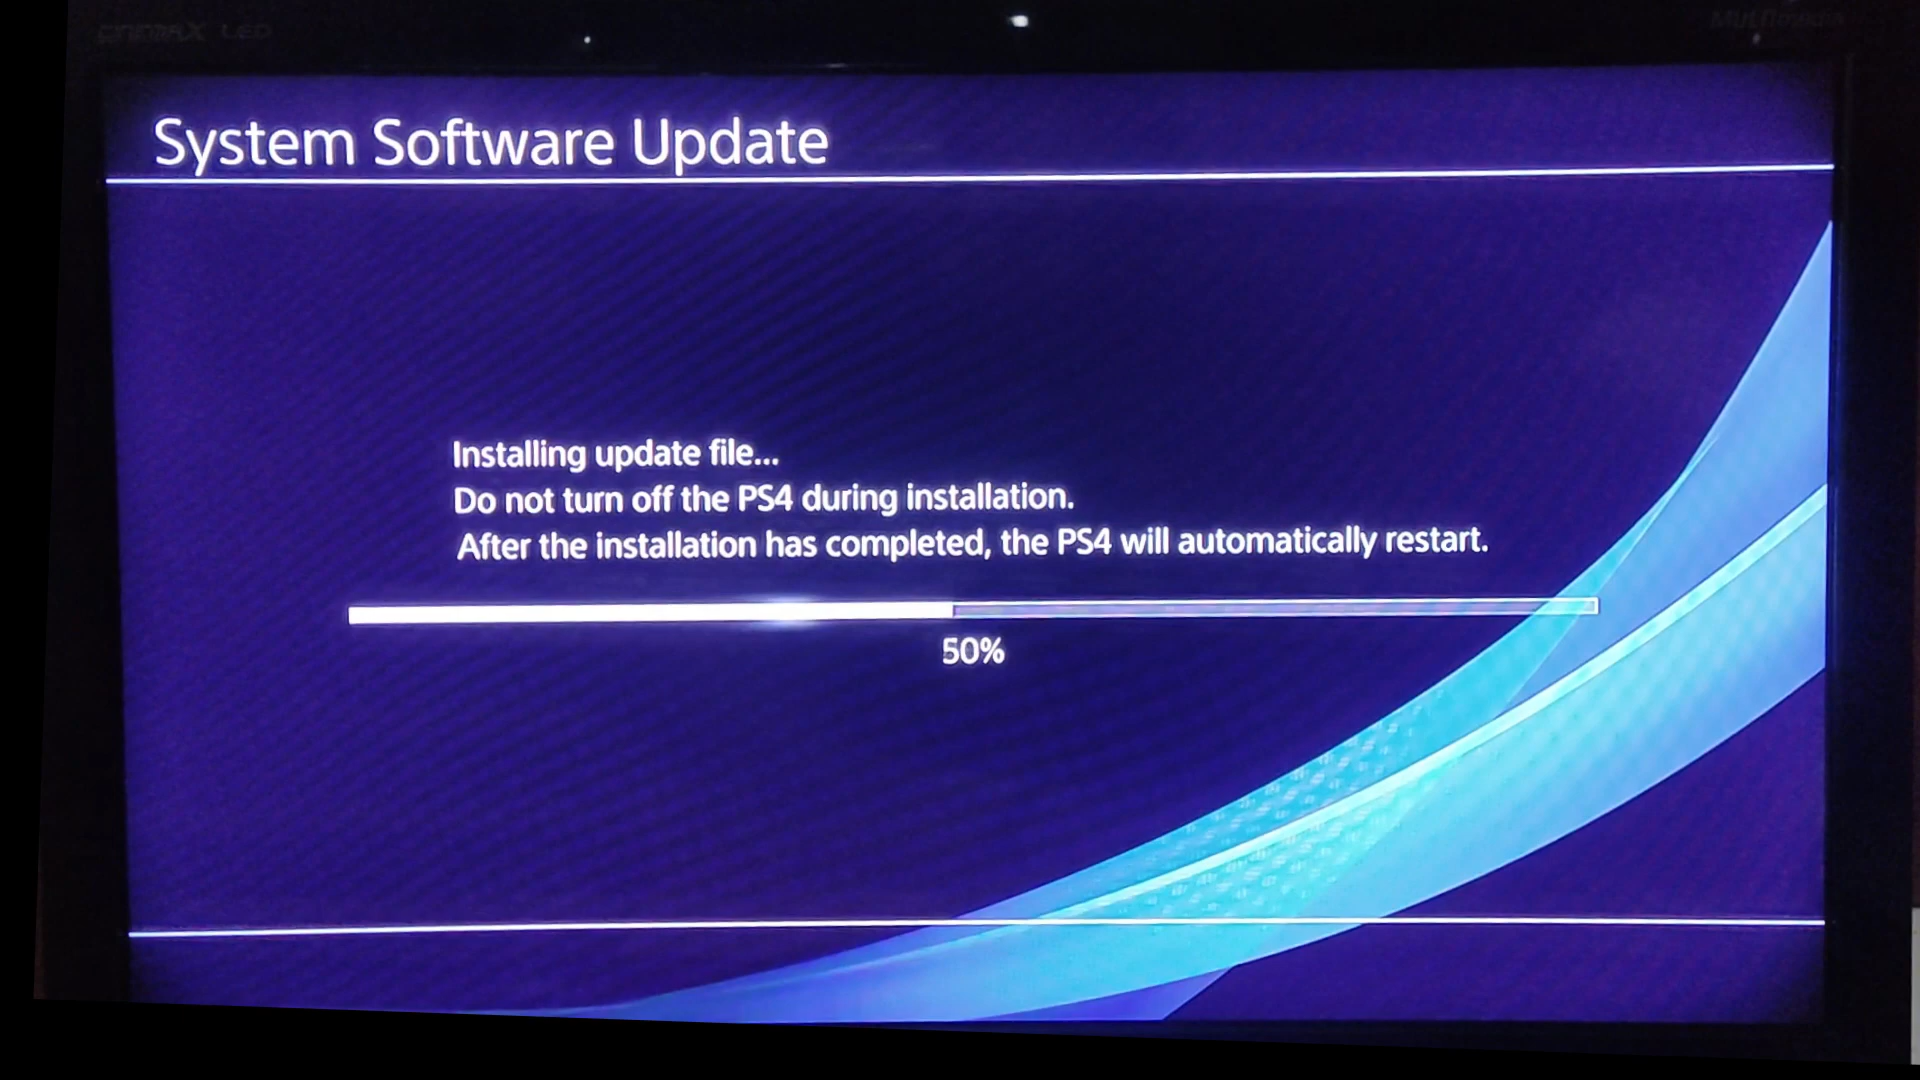 System Software Update
Installing update file...
Do not turn off the PS4 during installation.
After the installation has completed, the PS4 will automatically restart.
50%